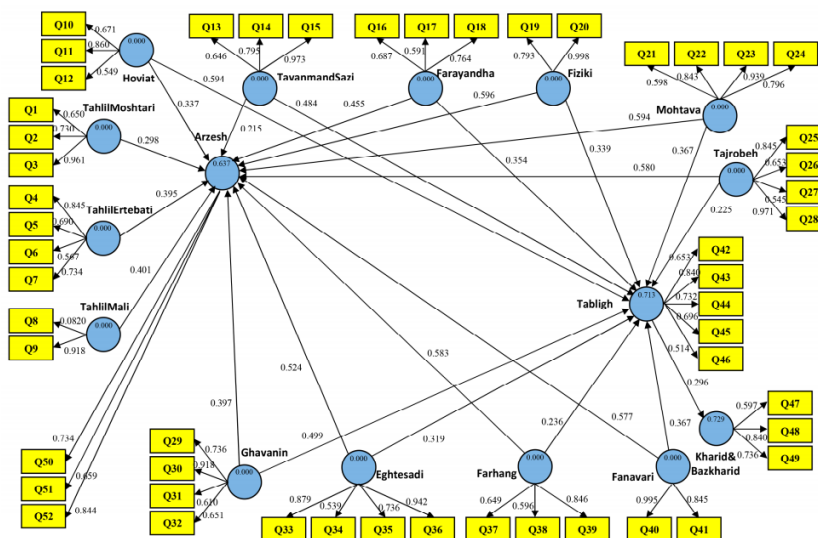 Q10
Q11
Q12
0.671
0.860
0.549
0.000
Hoviat
Q13
Q14
Q15
0.646
0.795
0.973
0.000
TavanmandSazi
Q16
Q17
Q18
0.687
0.591
0.764
0.000
Farayandha
Q19
Q20
0.793
0.998
0.000
Fiziki
Q21
Q22
Q23
Q24
0.598
0.843
0.939
0.796
0.000
Mohtava
0.337
0.594
0.215
0.484
0.455
0.354
0.596
0.339
0.594
0.367
Q1
Q2
Q3
0.650
0.730
0.961
0.000
TahlilMoshtari
0.298
Arzesh
0.637
0.580
0.225
Tajrobeh
0.000
Q25
Q26
Q27
Q28
0.845
0.653
0.545
0.971
Q4
Q5
Q6
Q7
0.845
0.690
0.567
0.734
0.000
TahlilErtebati
0.395
Q8
Q9
0.0820
0.918
0.000
TahlilMali
0.401
Tabligh
0.713
Q42
Q43
Q44
Q45
Q46
0.653
0.840
0.732
0.696
0.514
0.296
0.729
Kharid&
Bazkharid
Q47
Q48
Q49
0.597
0.840
0.736
0.397
0.499
0.524
0.319
0.583
0.236
0.577
0.367
Q50
Q51
Q52
0.734
0.659
0.844
Q29
Q30
Q31
Q32
0.736
0.918
0.610
0.651
0.000
Ghavanin
0.000
Eghtesadi
0.879
0.539
0.736
0.942
Q33
Q34
Q35
Q36
0.000
Farhang
0.649
0.596
0.846
Q37
Q38
Q39
0.000
Fanavari
0.995
0.845
Q40
Q41